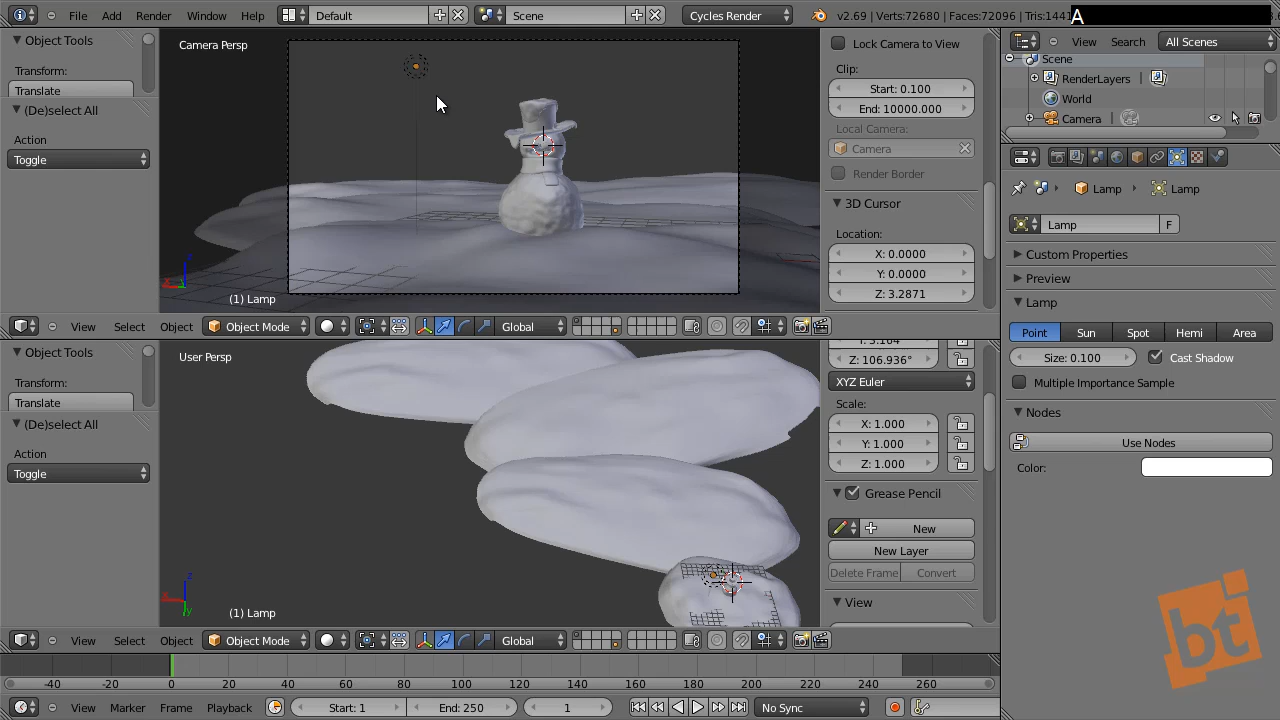 File Add Render Window Help Default Scene Cycles Render v2.69 | Verts:72680 | Faces:72096 | Tris:1441
A
Object Tools
Transform:
Translate
(De)select All
Action
Toggle
Camera Persp
(1) Lamp
Lock Camera to View
Clip:
Start: 0.100
End: 10000.000
Local Camera:
Camera
Render Border
3D Cursor
Location:
X: 0.0000
Y: 0.0000
Z: 3.2871
View Select Object Object Mode Global
Object Tools
Transform:
Translate
(De)select All
Action
Toggle
User Persp
(1) Lamp
Y: 3.164
Z: 106.936°
XYZ Euler
Scale:
X: 1.000
Y: 1.000
Z: 1.000
Grease Pencil
New
New Layer
Delete Frame Convert
View
View Select Object Object Mode Global
-40 -20 0 20 40 60 80 100 120 140 160 180 200 220 240 260
View Marker Frame Playback Start: 1 End: 250 1 No Sync
View Search All Scenes
Scene
RenderLayers
World
Camera
Lamp Lamp
Lamp F
Custom Properties
Preview
Lamp
Point Sun Spot Hemi Area
Size: 0.100 Cast Shadow
Multiple Importance Sample
Nodes
Use Nodes
Color:
bt